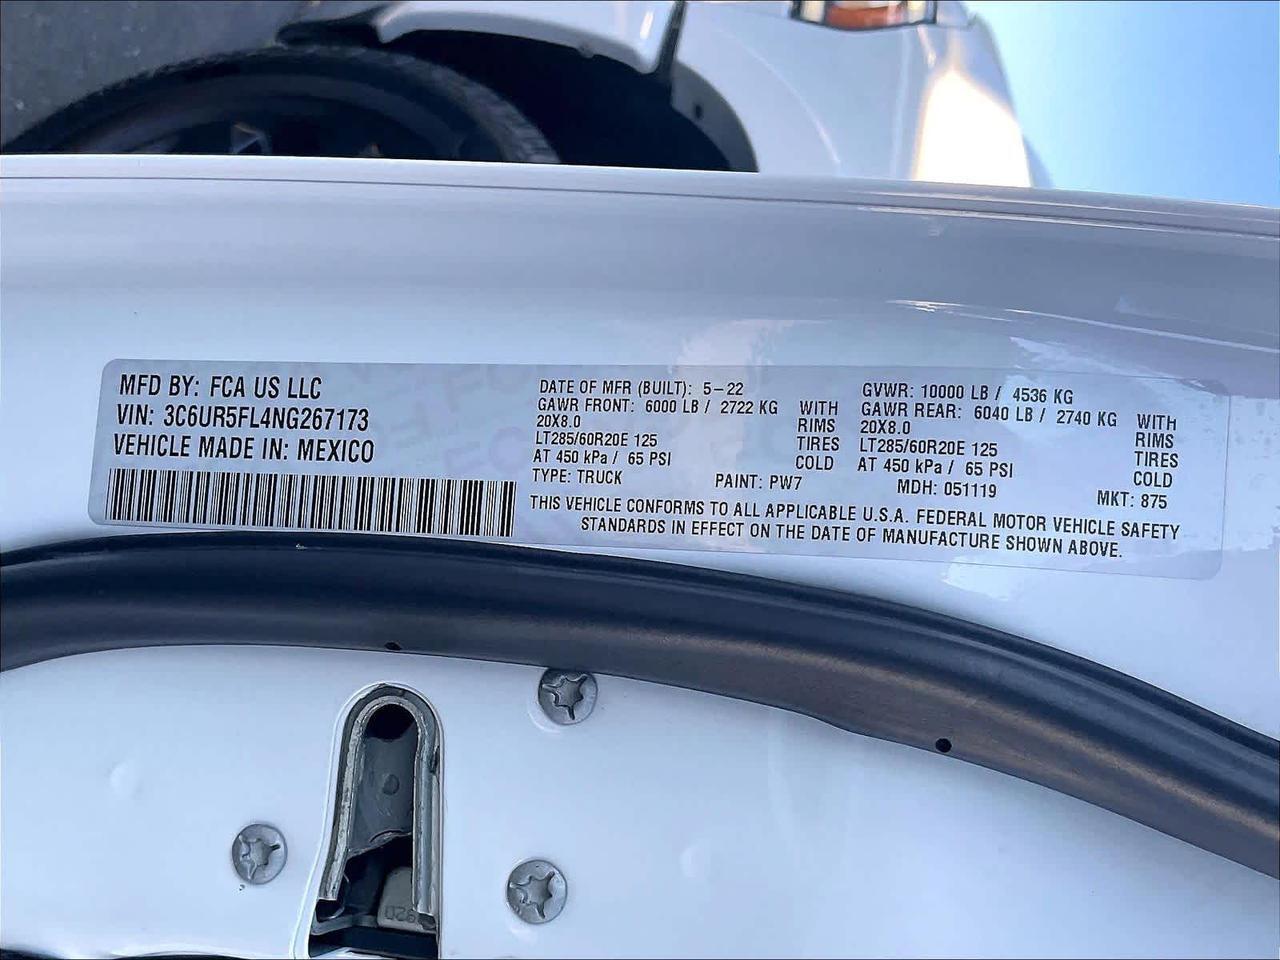 MFD BY: FCA US LLC
VIN: 3C6UR5FL4NG267173
VEHICLE MADE IN: MEXICO
DATE OF MFR (BUILT): 5-22
GAWR FRONT: 6000 LB / 2722 KG WITH
20X8.0 RIMS
LT285/60R20E 125 TIRES
AT 450 kPa / 65 PSI COLD
GVWR: 10000 LB / 4536 KG
GAWR REAR: 6040 LB / 2740 KG WITH
20X8.0 RIMS
LT285/60R20E 125 TIRES
AT 450 kPa / 65 PSI COLD
TYPE: TRUCK PAINT: PW7 MDH: 051119 MKT: 875
THIS VEHICLE CONFORMS TO ALL APPLICABLE U.S.A. FEDERAL MOTOR VEHICLE SAFETY
STANDARDS IN EFFECT ON THE DATE OF MANUFACTURE SHOWN ABOVE.